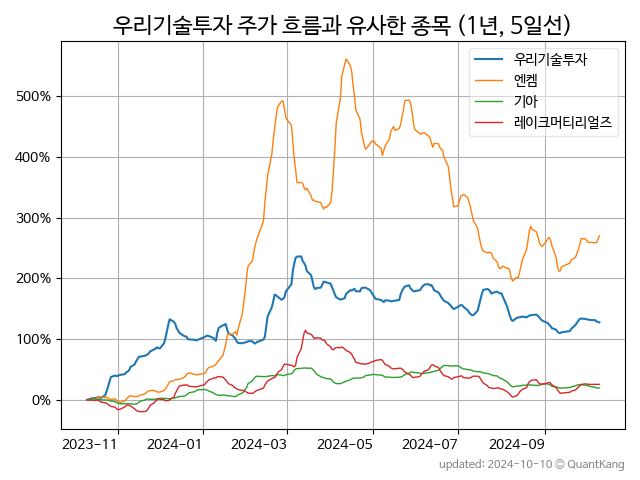 우리기술투자 주가 흐름과 유사한 종목 (1년, 5일선)
우리기술투자
엔켐
기아
레이크머티리얼즈
500%
400%
300%
200%
100%
0%
2023-11 2024-01 2024-03 2024-05 2024-07 2024-09
updated: 2024-10-10 © QuantKang